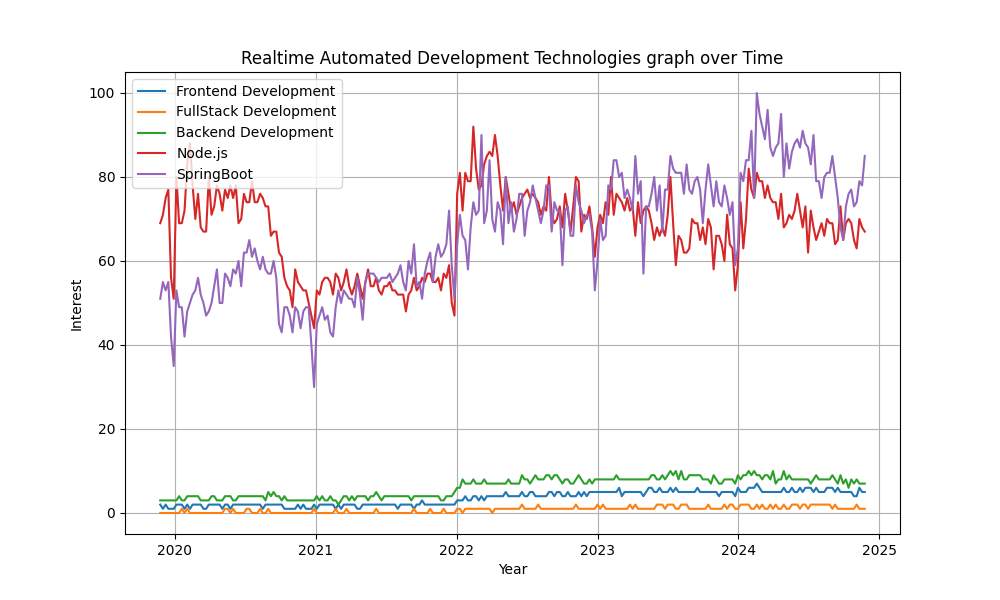 Realtime Automated Development Technologies graph over Time
Frontend Development
FullStack Development
Backend Development
Node.js
SpringBoot
100
80
60
40
20
0
Interest
2020 2021 2022 2023 2024 2025
Year